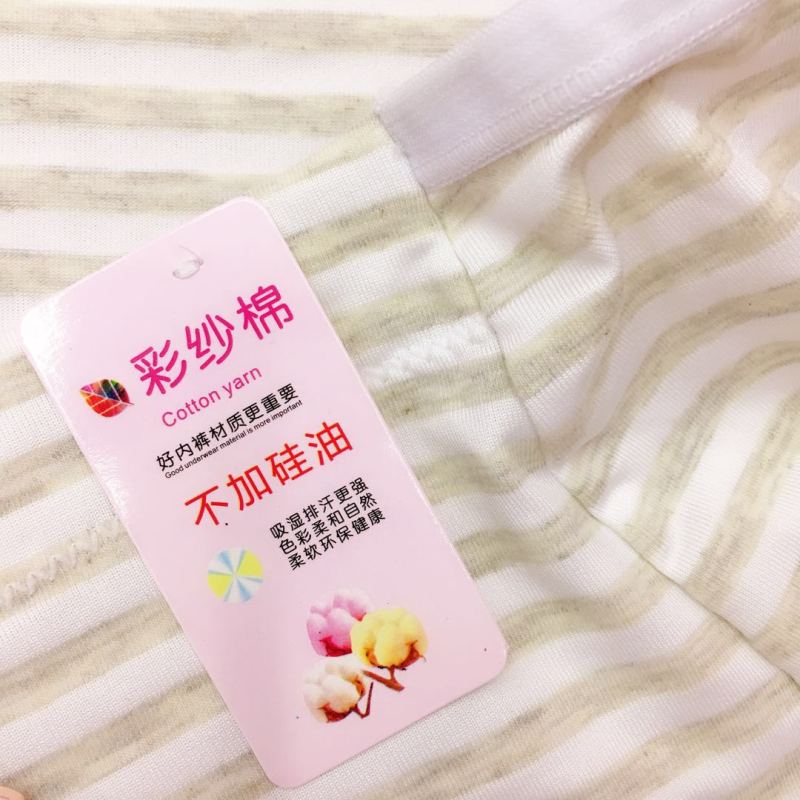 彩纱棉
Cotton yarn
好内裤材质更重要
Good underwear material is more important
不加硅油
吸湿排汗更强
色彩柔和自然
柔软环保健康